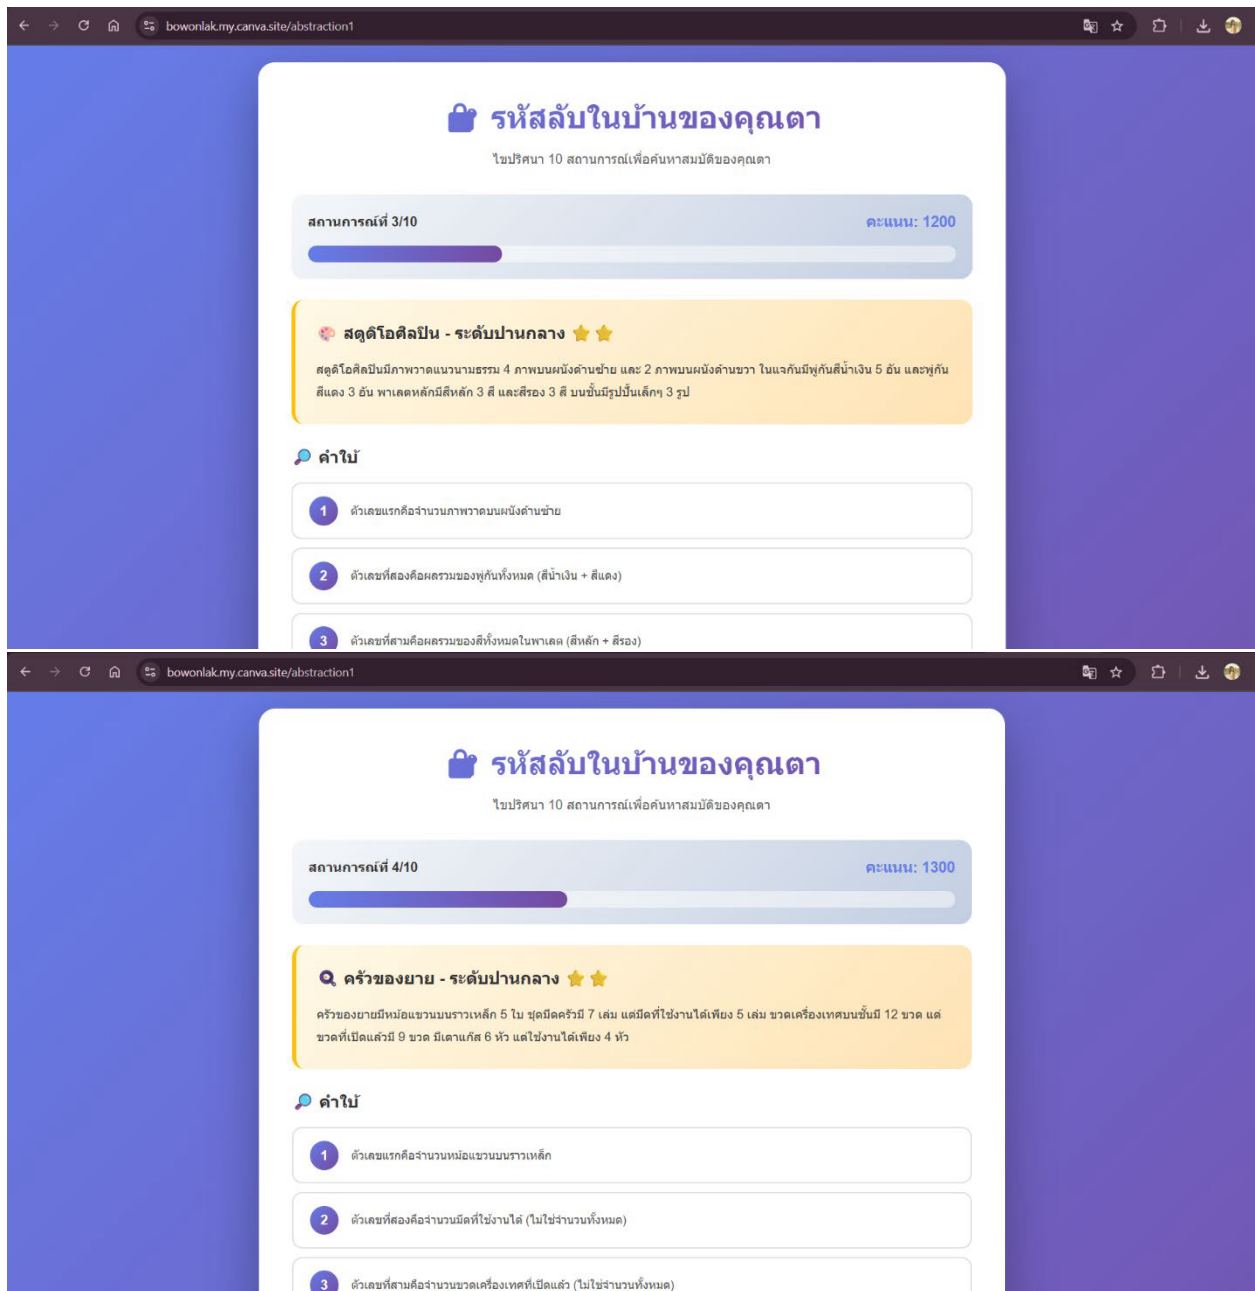 bowonlak.my.canva.site/abstraction1
รหัสลับในบ้านของคุณตา
ไขปริศนา 10 สถานการณ์เพื่อค้นหาสมบัติของคุณตา
สถานการณ์ที่ 3/10
คะแนน: 1200
สตูดิโอศิลปิน - ระดับปานกลาง
สตูดิโอศิลปินมีภาพวาดแนวนามธรรม 4 ภาพบนผนังด้านซ้าย และ 2 ภาพบนผนังด้านขวา ในแจกันมีพู่กันสีน้ำเงิน 5 อัน และพู่กัน
สีแดง 3 อัน พาเลตหลักมีสีหลัก 3 สี และสีรอง 3 สี บนชั้นมีรูปปั้นเล็กๆ 3 รูป
คำใบ้
1 ตัวเลขแรกคือจำนวนภาพวาดบนผนังด้านซ้าย
2 ตัวเลขที่สองคือผลรวมของพู่กันทั้งหมด (สีน้ำเงิน + สีแดง)
3 ตัวเลขที่สามคือผลรวมของสีทั้งหมดในพาเลต (สีหลัก + สีรอง)
bowonlak.my.canva.site/abstraction1
รหัสลับในบ้านของคุณตา
ไขปริศนา 10 สถานการณ์เพื่อค้นหาสมบัติของคุณตา
สถานการณ์ที่ 4/10
คะแนน: 1300
ครัวของยาย - ระดับปานกลาง
ครัวของยายมีหม้อแขวนบนราวเหล็ก 5 ใบ ชุดมีดครัวมี 7 เล่ม แต่มีดที่ใช้งานได้เพียง 5 เล่ม ขวดเครื่องเทศบนชั้นมี 12 ขวด แต่
ขวดที่เปิดแล้วมี 9 ขวด มีเตาแก๊ส 6 หัว แต่ใช้งานได้เพียง 4 หัว
คำใบ้
1 ตัวเลขแรกคือจำนวนหม้อแขวนบนราวเหล็ก
2 ตัวเลขที่สองคือจำนวนมีดที่ใช้งานได้ (ไม่ใช่จำนวนทั้งหมด)
3 ตัวเลขที่สามคือจำนวนขวดเครื่องเทศที่เปิดแล้ว (ไม่ใช่จำนวนทั้งหมด)